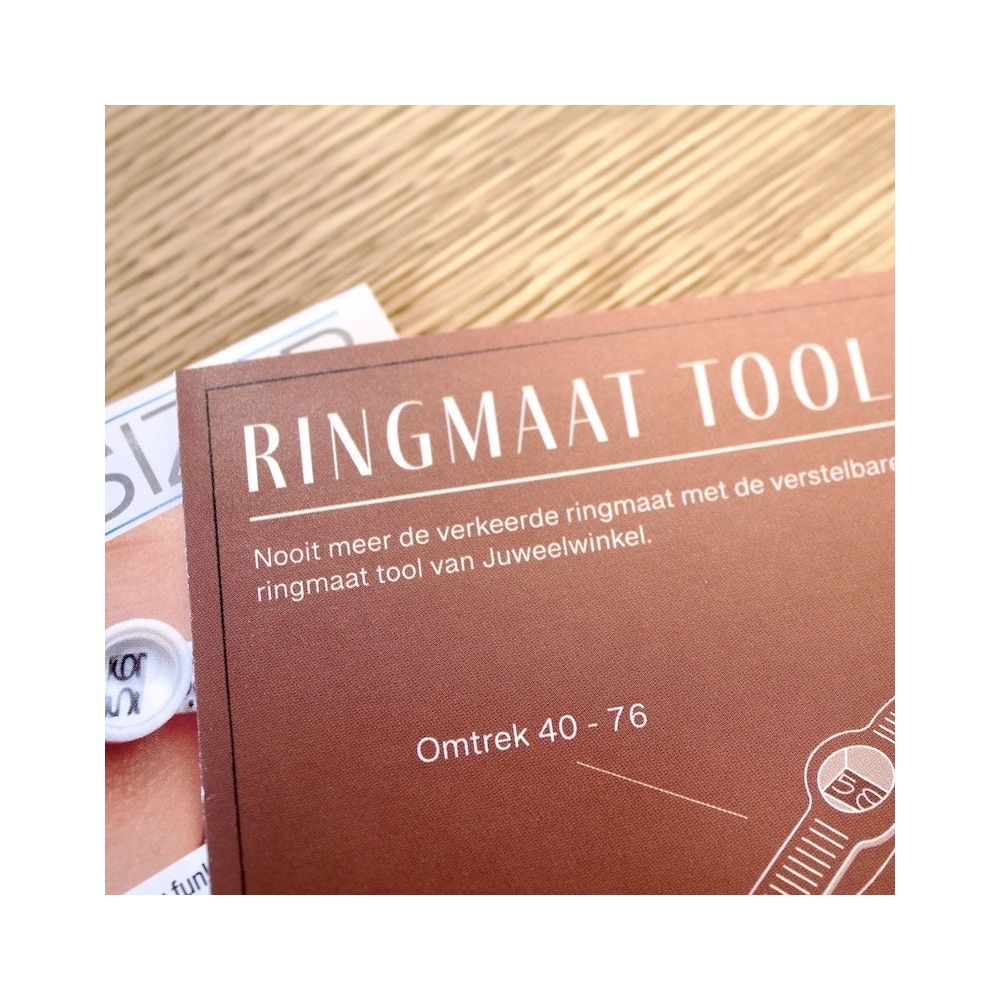 RINGMAAT TOOL
Nooit meer de verkeerde ringmaat met de verstelbare
ringmaat tool van Juweelwinkel.
Omtrek 40 - 76